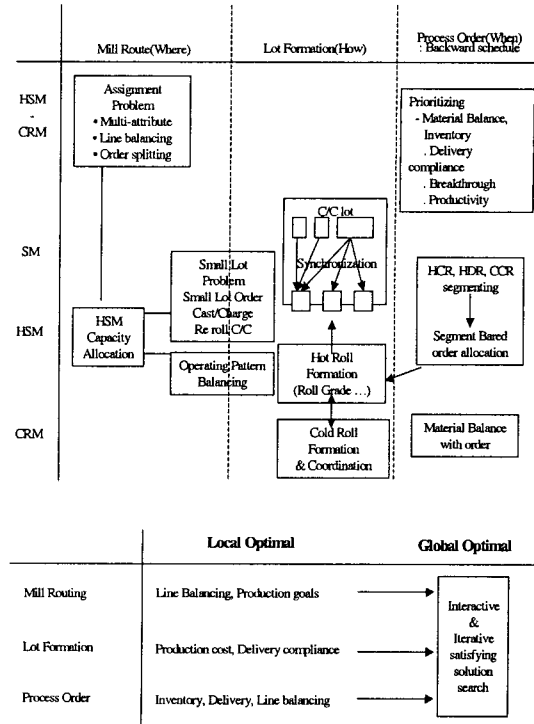 Mill Route(Where)
Lot Formation(How)
Process Order(When)
: Backward schedule
HSM
-
CRM
Assignment
Problem
• Multi-attribute
• Line balancing
• Order splitting
Prioritizing
- Material Balance,
Inventory
. Delivery
compliance
. Breakthrough
. Productivity
SM
C/C lot
Synchronization
Small Lot
Problem
Small Lot Order
Cast/Charge
Re roll C/C
HCR, HDR, CCR
segmenting
Segment Bared
order allocation
HSM
HSM
Capacity
Allocation
Operating Pattern
Balancing
Hot Roll
Formation
(Roll Grade ...)
CRM
Cold Roll
Formation
& Coordination
Material Balance
with order
Local Optimal
Global Optimal
Mill Routing
Line Balancing, Production goals
Lot Formation
Production cost, Delivery compliance
Process Order
Inventory, Delivery, Line balancing
Interactive
&
Iterative
satisfying
solution
search